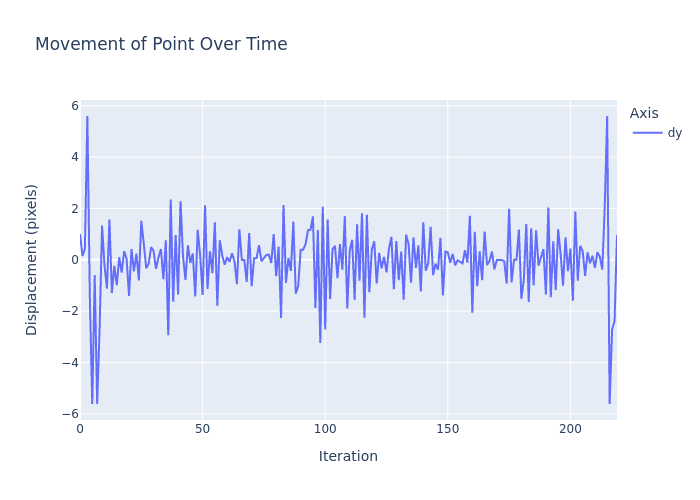 Movement of Point Over Time
Axis
dy
Displacement (pixels)
6
4
2
0
−2
−4
−6
0
50
100
150
200
Iteration